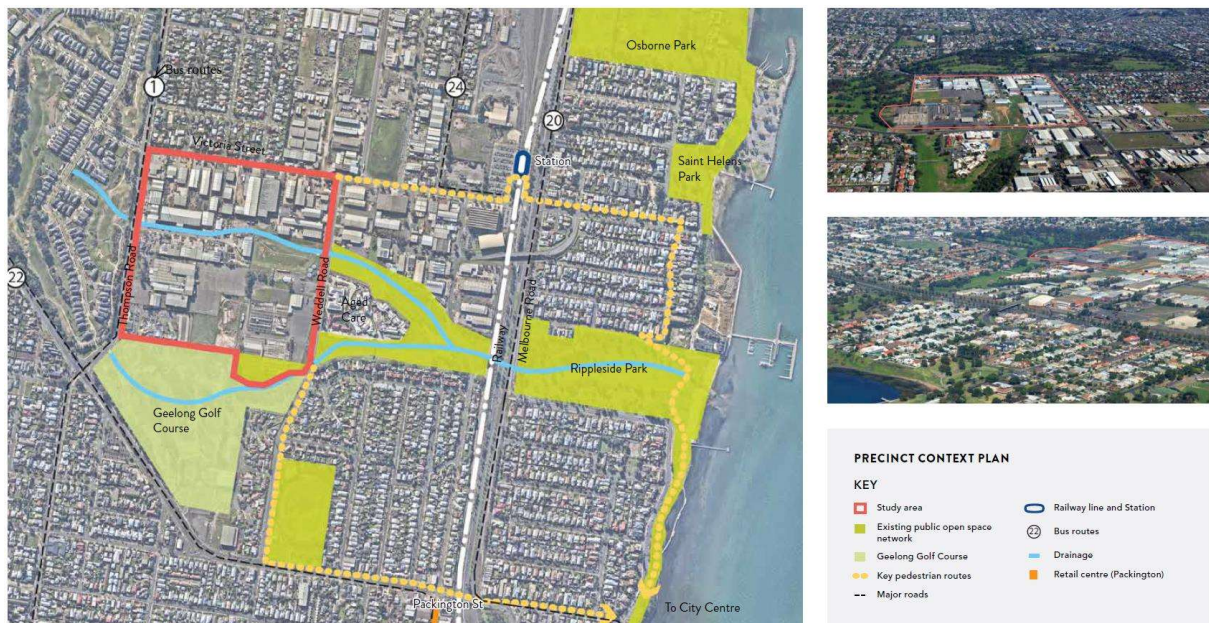 Osborne Park
Bus routes
1
24
20
Victoria Street
Station
Saint Helens
Park
22
Thompson Road
Weddell Road
Aged
Care
Railway
Melbourne Road
Rippleside Park
Geelong Golf
Course
Packington St
To City Centre
PRECINCT CONTEXT PLAN
KEY
Study area
Existing public open space
network
Geelong Golf Course
Key pedestrian routes
Major roads
Railway line and Station
22 Bus routes
Drainage
Retail centre (Packington)